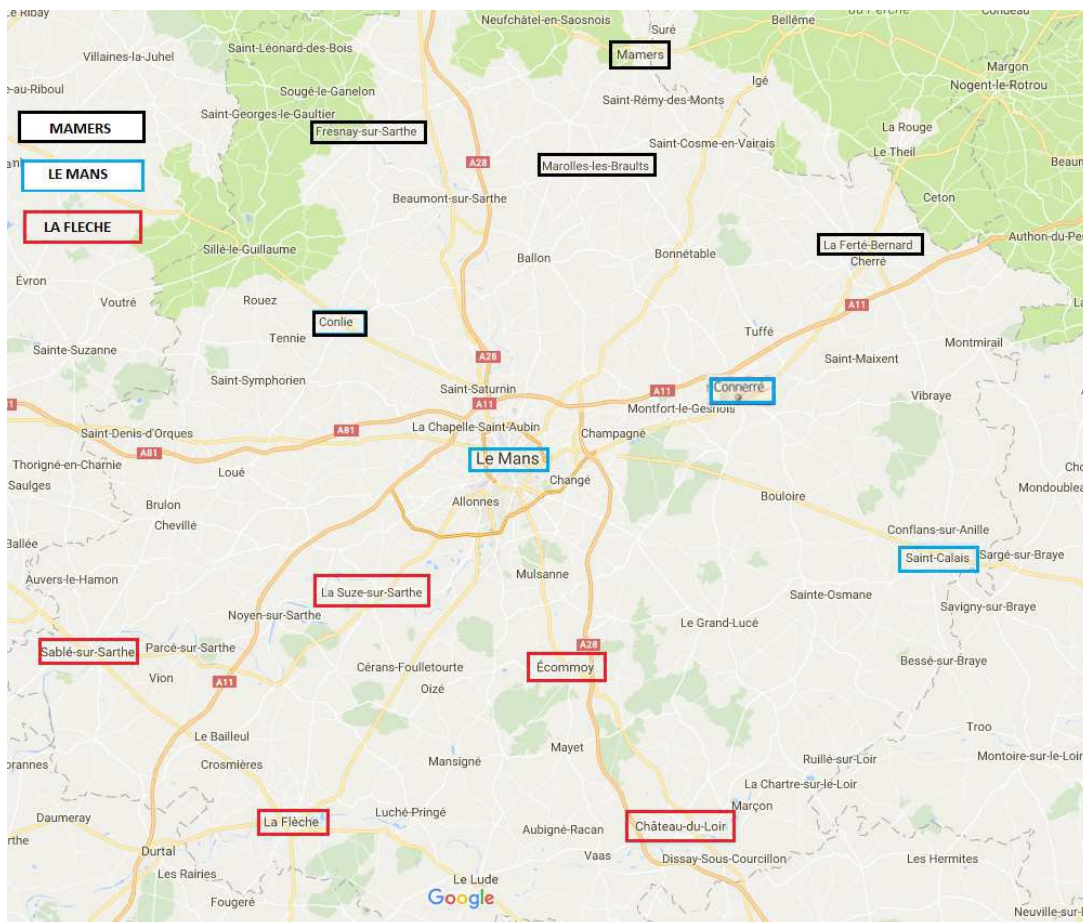 Le Ribay
Neufchâtel-en-Saosnois
Suré
Bellême
Condeau
Villaines-la-Juhel
Saint-Léonard-des-Bois
Mamers
Margon
Nogent-le-Rotrou
Igé
Sougé-le-Ganelon
Saint-Rémy-des-Monts
Saint-Georges-le-Gaultier
MAMERS
Fresnay-sur-Sarthe
La Rouge
Saint-Cosme-en-Vairais
Le Theil
A28
Marolles-les-Braults
LE MANS
Beaumont-sur-Sarthe
Ceton
LA FLECHE
Sillé-le-Guillaume
La Ferté-Bernard
Authon-du-Pe
Ballon
Bonnétable
Cherré
Évron
Voutré
Rouez
A11
Conlie
Tennie
Tuffé
Montmirail
Sainte-Suzanne
A28
Saint-Maixent
Saint-Symphorien
Saint-Saturnin
A11
Connerré
A11
Montfort-le-Gesnois
Vibraye
La Chapelle-Saint-Aubin
A81
Champagné
Saint-Denis-d'Orques
A81
Le Mans
Thorigné-en-Charnie
Loué
Changé
Saulges
Mondoubleau
Bouloire
Brulon
Allonnes
Chevillé
Conflans-sur-Anille
Ballée
Saint-Calais
Sargé-sur-Braye
Auvers-le-Hamon
Mulsanne
La Suze-sur-Sarthe
Sainte-Osmane
Savigny-sur-Braye
Noyen-sur-Sarthe
Le Grand-Lucé
A28
Sablé-sur-Sarthe
Parcé-sur-Sarthe
Cérans-Foulletourte
Écommoy
Bessé-sur-Braye
Vion
A11
Oizé
Troo
Le Bailleul
Mayet
Montoire-sur-le-Loir
Mansigné
Ruillé-sur-Loir
Crosmières
La Chartre-sur-le-Loir
Marçon
Daumeray
La Flèche
Luché-Pringé
Aubigné-Racan
Château-du-Loir
Durtal
Vaas
Dissay-Sous-Courcillon
Les Hermites
Les Rairies
Le Lude
Fougeré
Google
Neuville-sur-